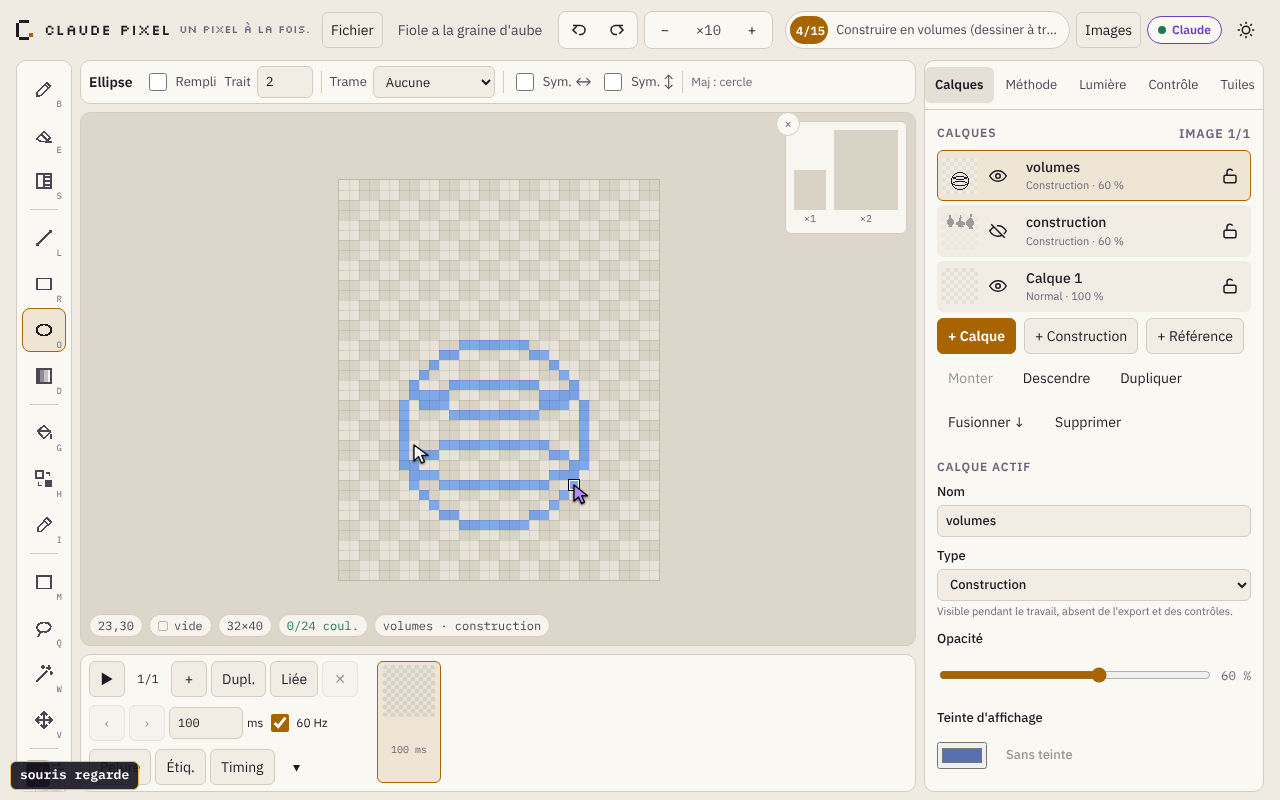 CLAUDE PIXEL
UN PIXEL À LA FOIS.
Fichier
Fiole à la graine d'aube
− ×10 +
4/15 Construire en volumes (dessiner à tr…
Images
Claude
B
E
S
L
R
O
D
G
H
I
M
Q
W
V
Ellipse
Rempli
Trait
2
Trame
Aucune
Sym. ↔
Sym. ↕
Maj : cercle
×
×1
×2
23,30
vide
32×40
0/24 coul.
volumes · construction
1/1
+
Dupl.
Liée
×
‹
›
100
ms
60 Hz
Étiq.
Timing
▼
100 ms
souris regarde
Calques
Méthode
Lumière
Contrôle
Tuiles
CALQUES
IMAGE 1/1
volumes
Construction · 60 %
construction
Construction · 60 %
Calque 1
Normal · 100 %
+ Calque
+ Construction
+ Référence
Monter
Descendre
Dupliquer
Fusionner ↓
Supprimer
CALQUE ACTIF
Nom
volumes
Type
Construction
Visible pendant le travail, absent de l'export et des contrôles.
Opacité
60 %
Teinte d'affichage
Sans teinte